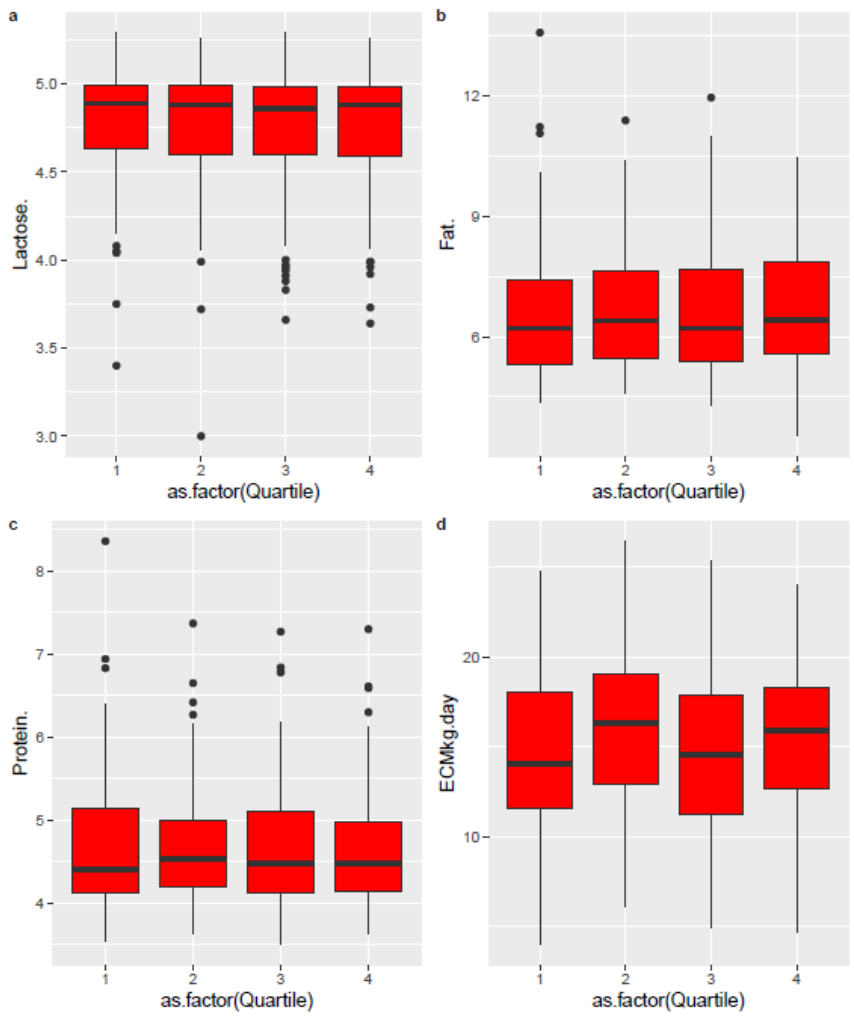 a
Lactose.
5.0
4.5
4.0
3.5
3.0
1 2 3 4
as.factor(Quartile)
b
Fat.
12
9
6
1 2 3 4
as.factor(Quartile)
c
Protein.
8
7
6
5
4
1 2 3 4
as.factor(Quartile)
d
ECMkg.day
20
10
1 2 3 4
as.factor(Quartile)